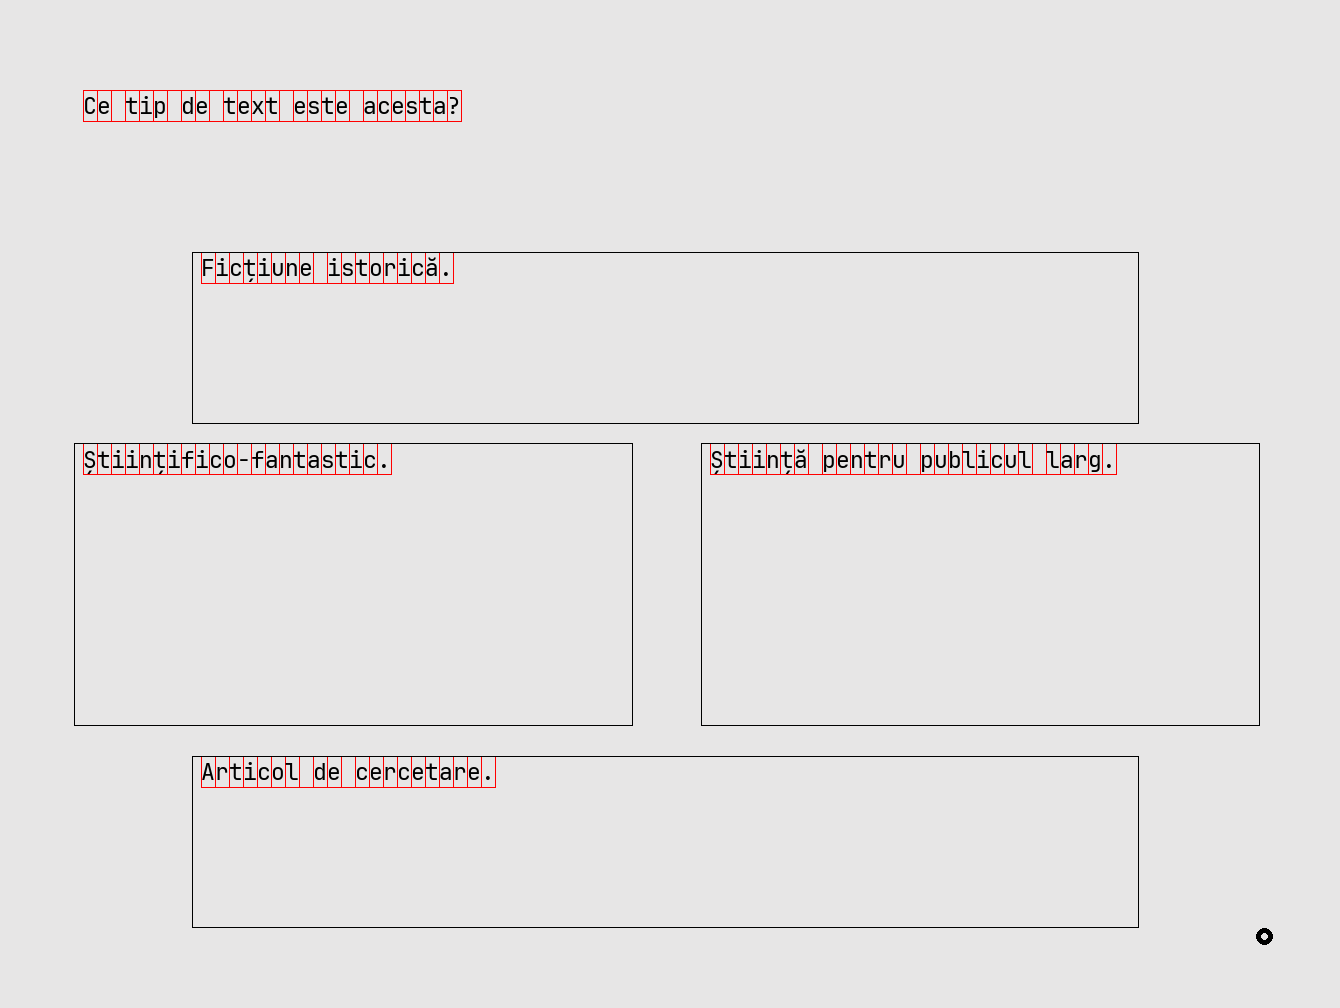 Ce tip de text este acesta?
Ficțiune istorică.
Științifico-fantastic.
Știință pentru publicul larg.
Articol de cercetare.